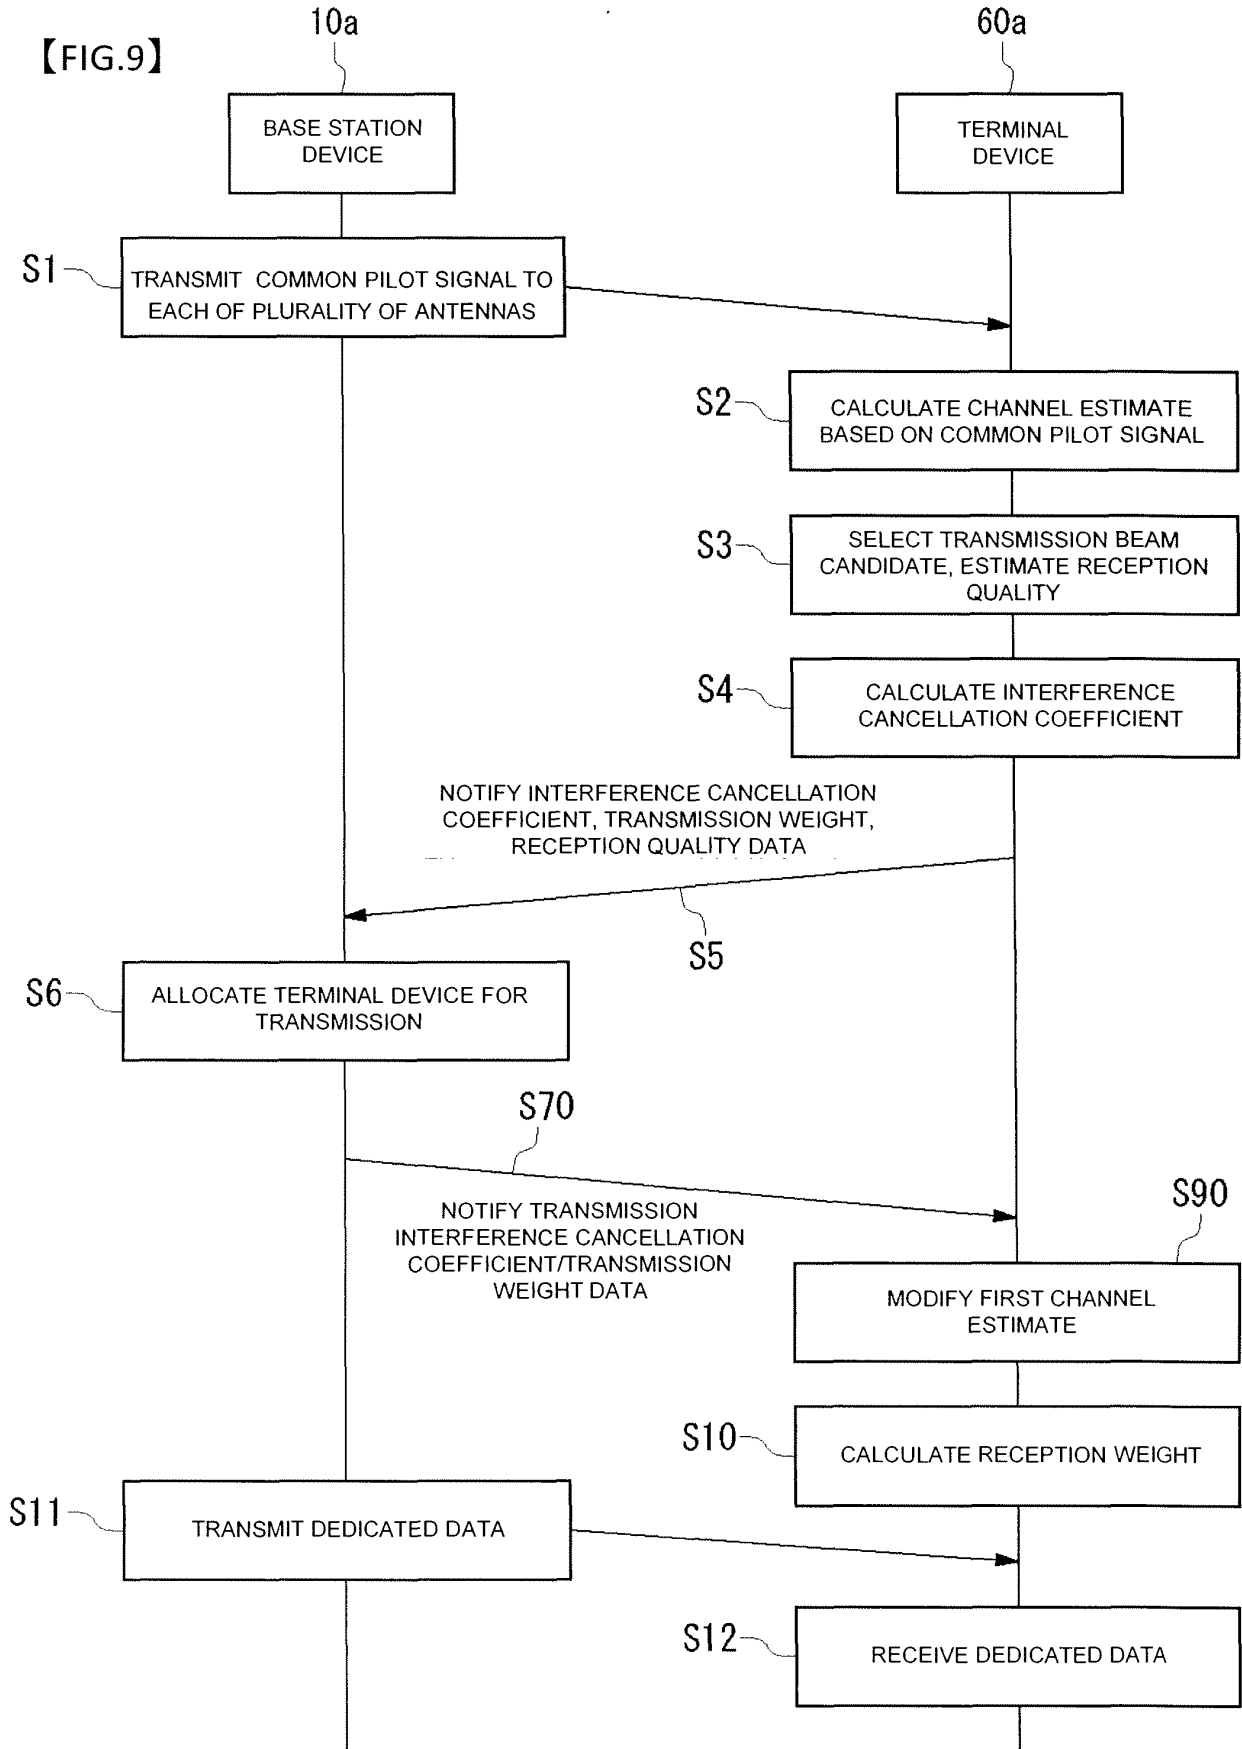 【FIG.9】
10a
60a
BASE STATION
DEVICE
TERMINAL
DEVICE
S1
TRANSMIT COMMON PILOT SIGNAL TO
EACH OF PLURALITY OF ANTENNAS
S2
CALCULATE CHANNEL ESTIMATE
BASED ON COMMON PILOT SIGNAL
S3
SELECT TRANSMISSION BEAM
CANDIDATE, ESTIMATE RECEPTION
QUALITY
S4
CALCULATE INTERFERENCE
CANCELLATION COEFFICIENT
NOTIFY INTERFERENCE CANCELLATION
COEFFICIENT, TRANSMISSION WEIGHT,
RECEPTION QUALITY DATA
S5
S6
ALLOCATE TERMINAL DEVICE FOR
TRANSMISSION
S70
NOTIFY TRANSMISSION
INTERFERENCE CANCELLATION
COEFFICIENT/TRANSMISSION
WEIGHT DATA
S90
MODIFY FIRST CHANNEL
ESTIMATE
S10
CALCULATE RECEPTION WEIGHT
S11
TRANSMIT DEDICATED DATA
S12
RECEIVE DEDICATED DATA